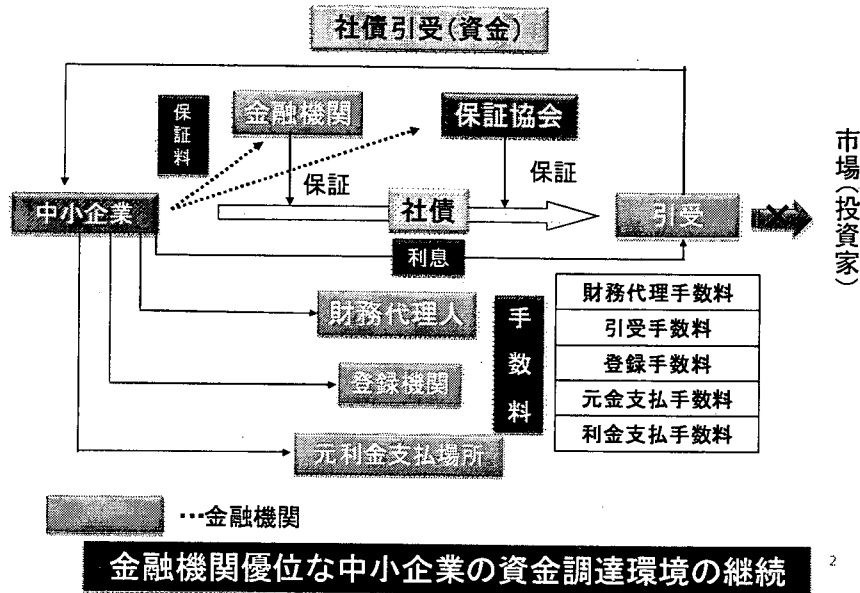 社債引受(資金)
保証料
金融機関
保証協会
保証
保証
中小企業
社債
引受
市場(投資家)
利息
財務代理人
登録機関
元利金支払場所
手数料
財務代理手数料
引受手数料
登録手数料
元金支払手数料
利金支払手数料
…金融機関
金融機関優位な中小企業の資金調達環境の継続
2